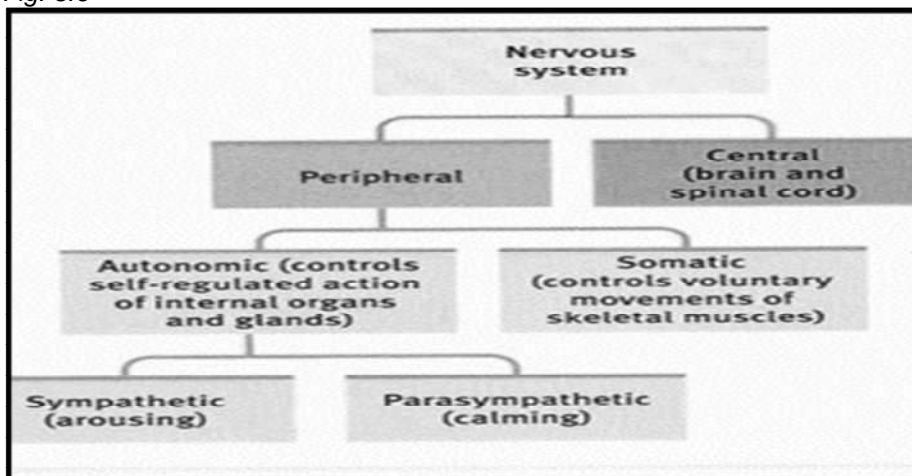 Nervous
system
Peripheral
Central
(brain and
spinal cord)
Autonomic (controls
self-regulated action
of internal organs
and glands)
Somatic
(controls voluntary
movements of
skeletal muscles)
Sympathetic
(arousing)
Parasympathetic
(calming)